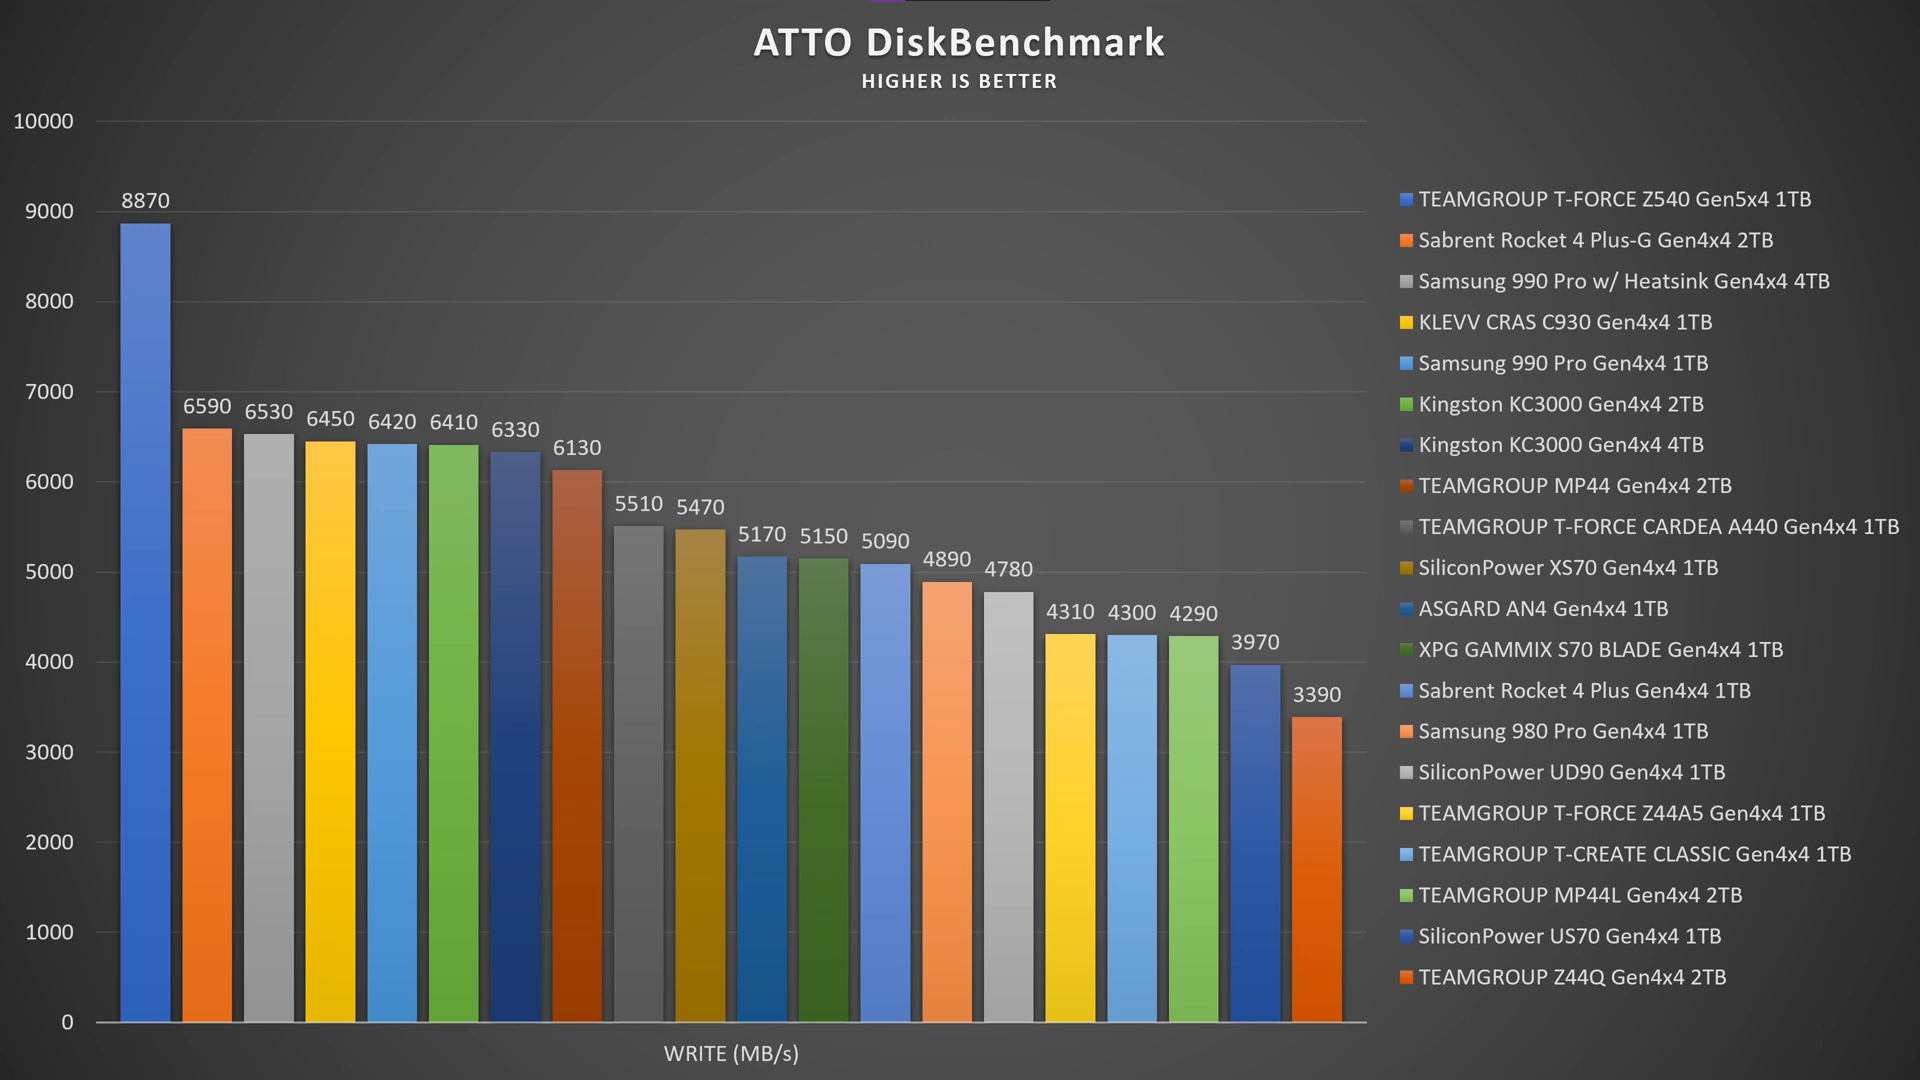 ATTO DiskBenchmark
HIGHER IS BETTER
10000
9000
8000
7000
6000
5000
4000
3000
2000
1000
0
8870
6590
6530
6450
6420
6410
6330
6130
5510
5470
5170
5150
5090
4890
4780
4310
4300
4290
3970
3390
WRITE (MB/s)
TEAMGROUP T-FORCE Z540 Gen5x4 1TB
Sabrent Rocket 4 Plus-G Gen4x4 2TB
Samsung 990 Pro w/ Heatsink Gen4x4 4TB
KLEVV CRAS C930 Gen4x4 1TB
Samsung 990 Pro Gen4x4 1TB
Kingston KC3000 Gen4x4 2TB
Kingston KC3000 Gen4x4 4TB
TEAMGROUP MP44 Gen4x4 2TB
TEAMGROUP T-FORCE CARDEA A440 Gen4x4 1TB
SiliconPower XS70 Gen4x4 1TB
ASGARD AN4 Gen4x4 1TB
XPG GAMMIX S70 BLADE Gen4x4 1TB
Sabrent Rocket 4 Plus Gen4x4 1TB
Samsung 980 Pro Gen4x4 1TB
SiliconPower UD90 Gen4x4 1TB
TEAMGROUP T-FORCE Z44A5 Gen4x4 1TB
TEAMGROUP T-CREATE CLASSIC Gen4x4 1TB
TEAMGROUP MP44L Gen4x4 2TB
SiliconPower US70 Gen4x4 1TB
TEAMGROUP Z44Q Gen4x4 2TB